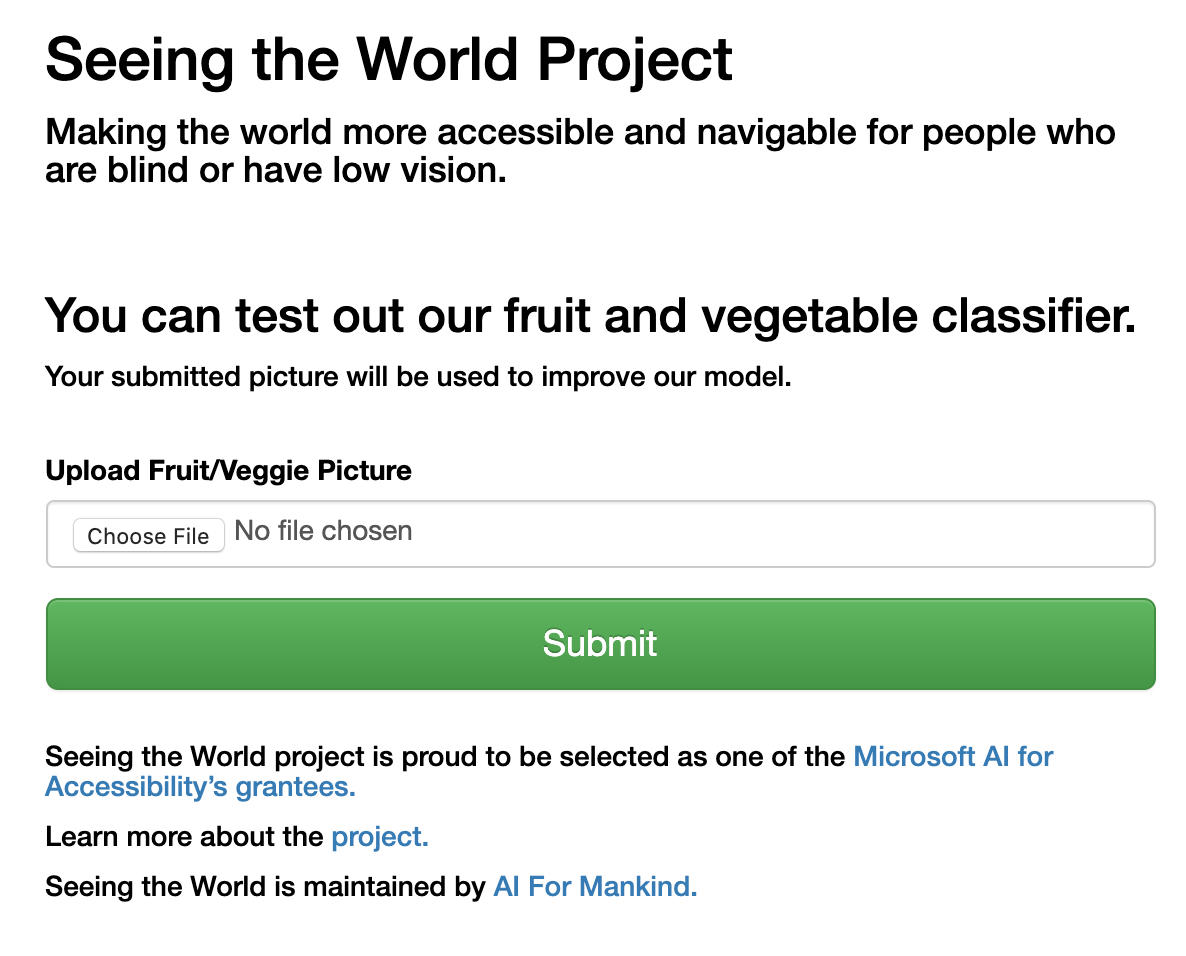 Seeing the World Project
Making the world more accessible and navigable for people who
are blind or have low vision.
You can test out our fruit and vegetable classifier.
Your submitted picture will be used to improve our model.
Upload Fruit/Veggie Picture
Choose File No file chosen
Submit
Seeing the World project is proud to be selected as one of the Microsoft AI for
Accessibility’s grantees.
Learn more about the project.
Seeing the World is maintained by AI For Mankind.